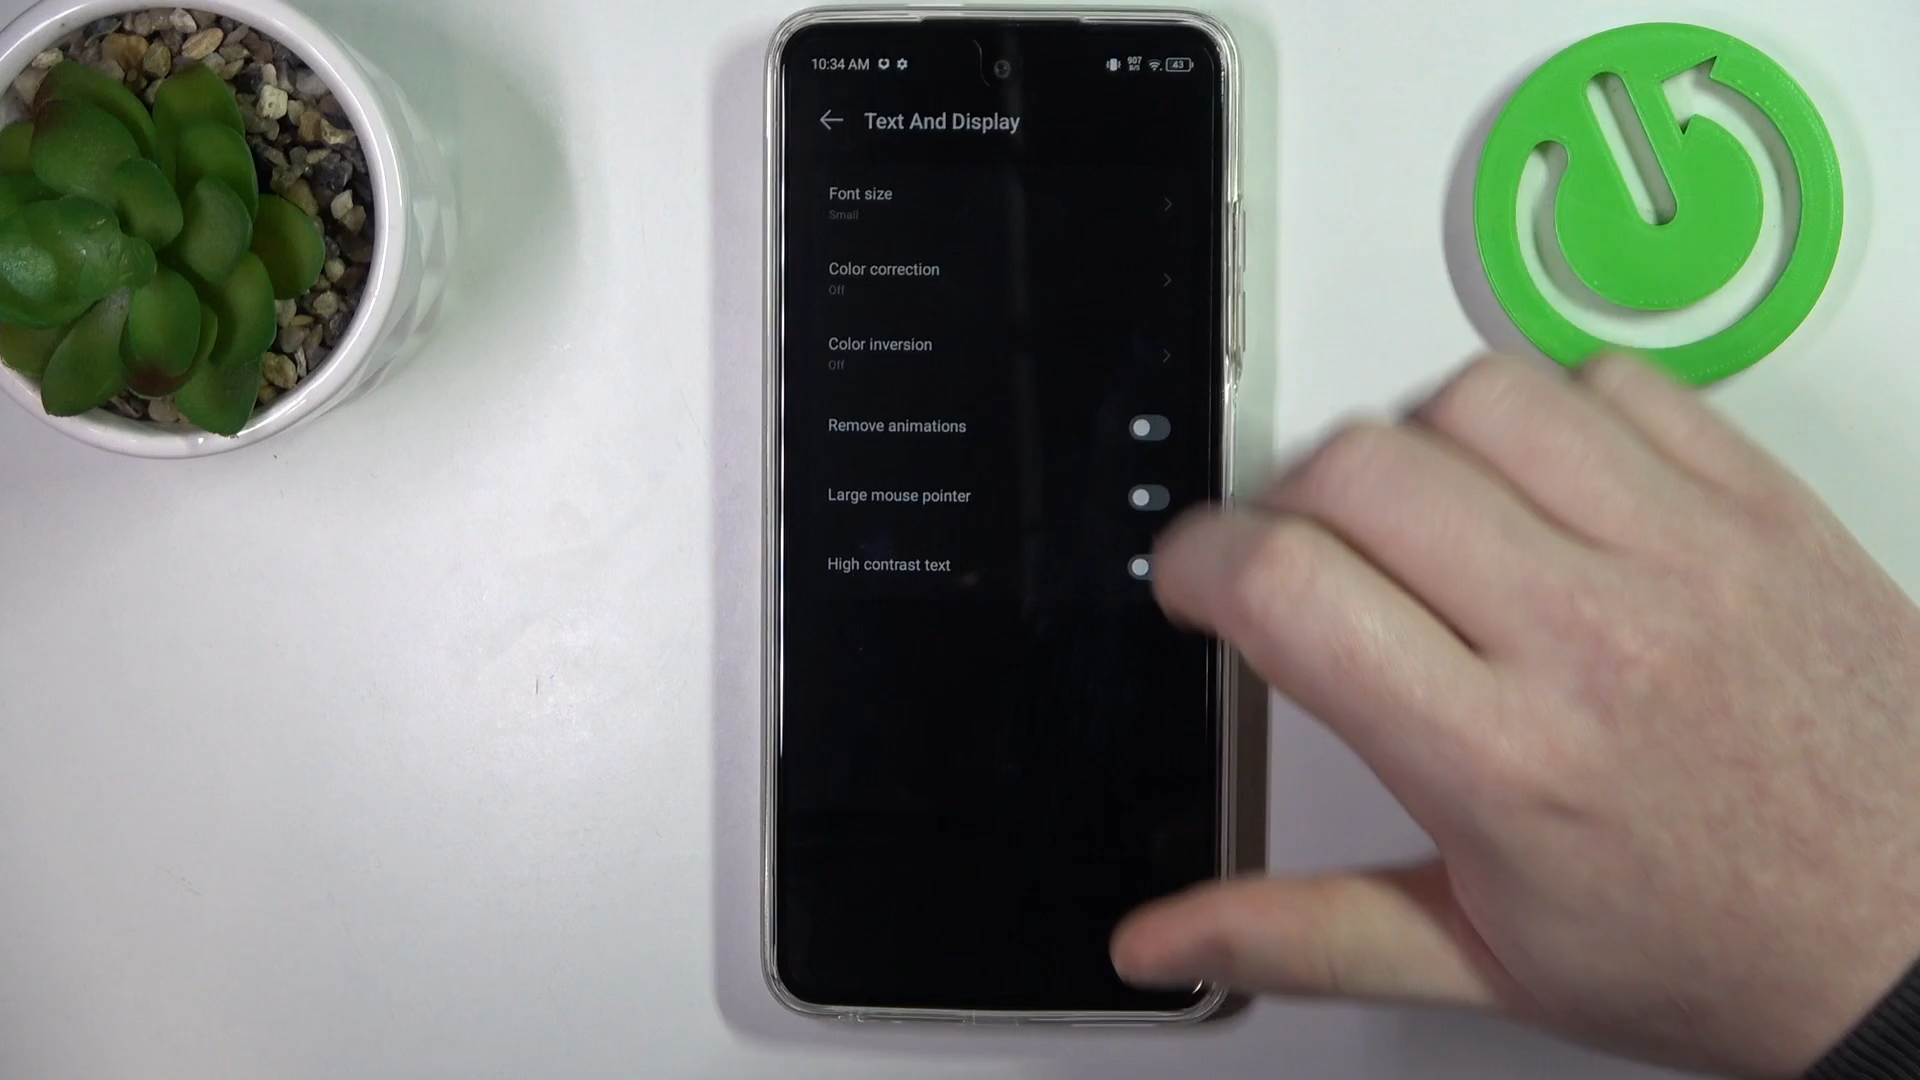 10:34 AM 907 B/S 43
Text And Display
Font size
Small
Color correction
Off
Color inversion
Off
Remove animations
Large mouse pointer
High contrast text